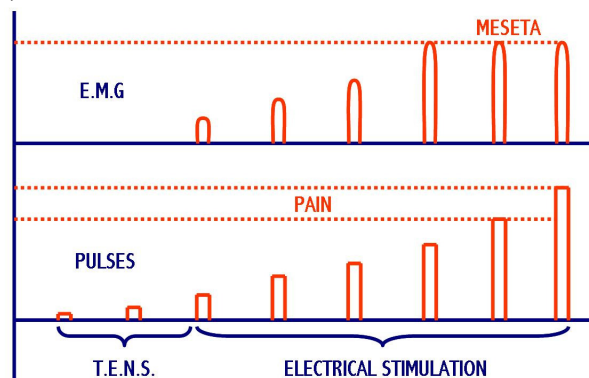 MESETA
E.M.G
PAIN
PULSES
T.E.N.S.
ELECTRICAL STIMULATION